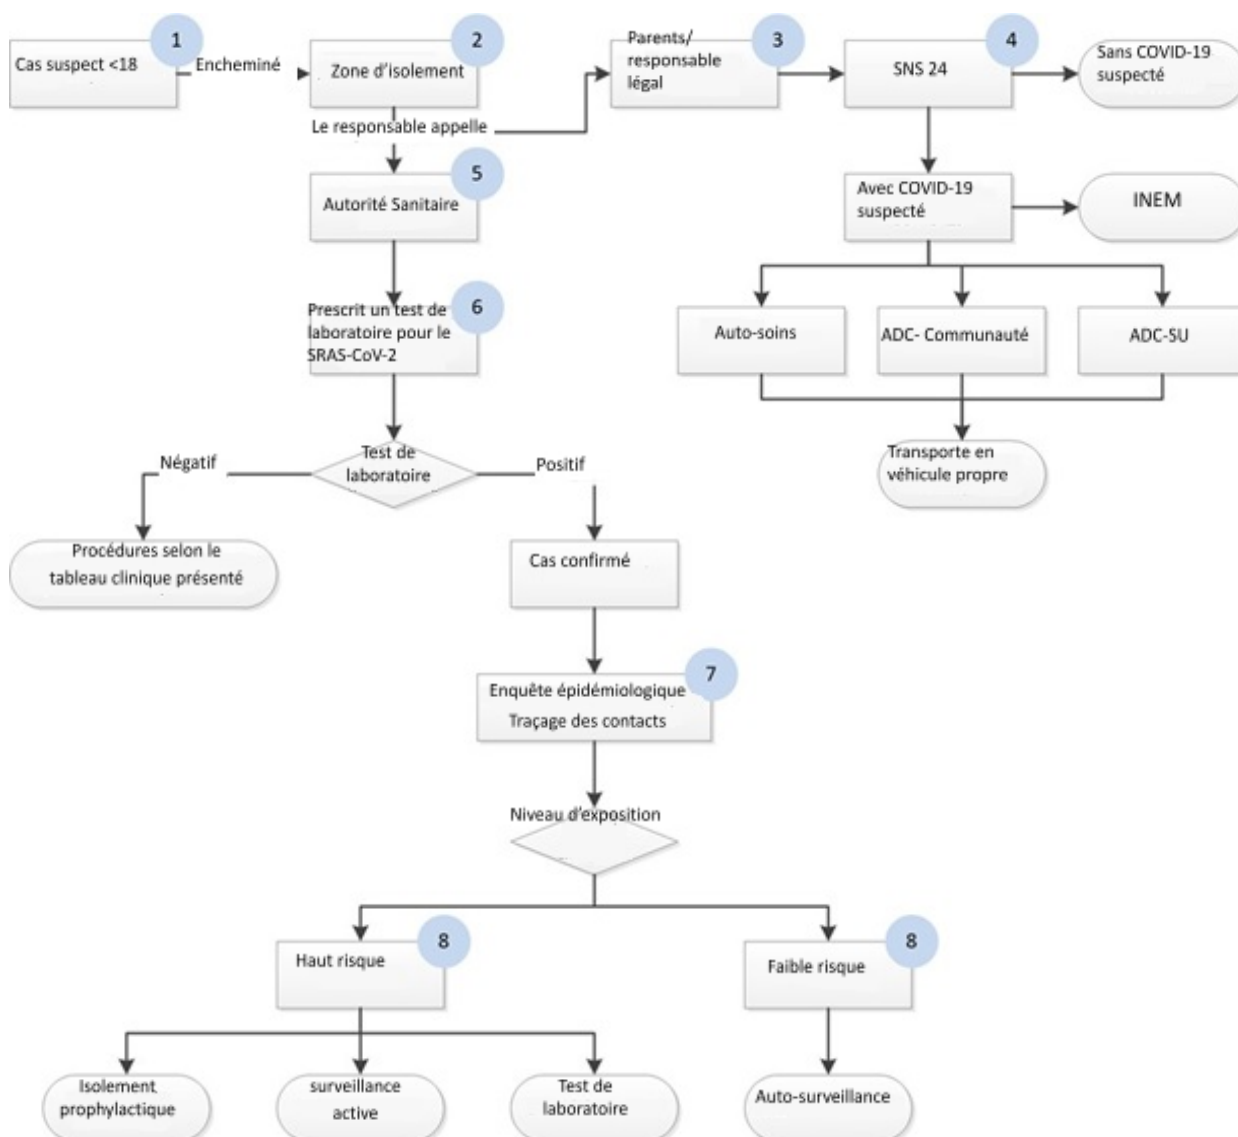 1
Cas suspect <18
Encheminé
2
Zone d'isolement
Parents/
responsable
légal
3
4
SNS 24
Sans COVID-19
suspecté
Le responsable appelle
5
Autorité Sanitaire
Avec COVID-19
suspecté
INEM
6
Prescrit un test de
laboratoire pour le
SRAS-CoV-2
Auto-soins
ADC- Communauté
ADC-SU
Test de
laboratoire
Négatif
Positif
Transporte en
véhicule propre
Procédures selon le
tableau clinique présenté
Cas confirmé
7
Enquête épidémiologique
Traçage des contacts
Niveau d'exposition
8
Haut risque
8
Faible risque
Isolement
prophylactique
surveillance
active
Test de
laboratoire
Auto-surveillance